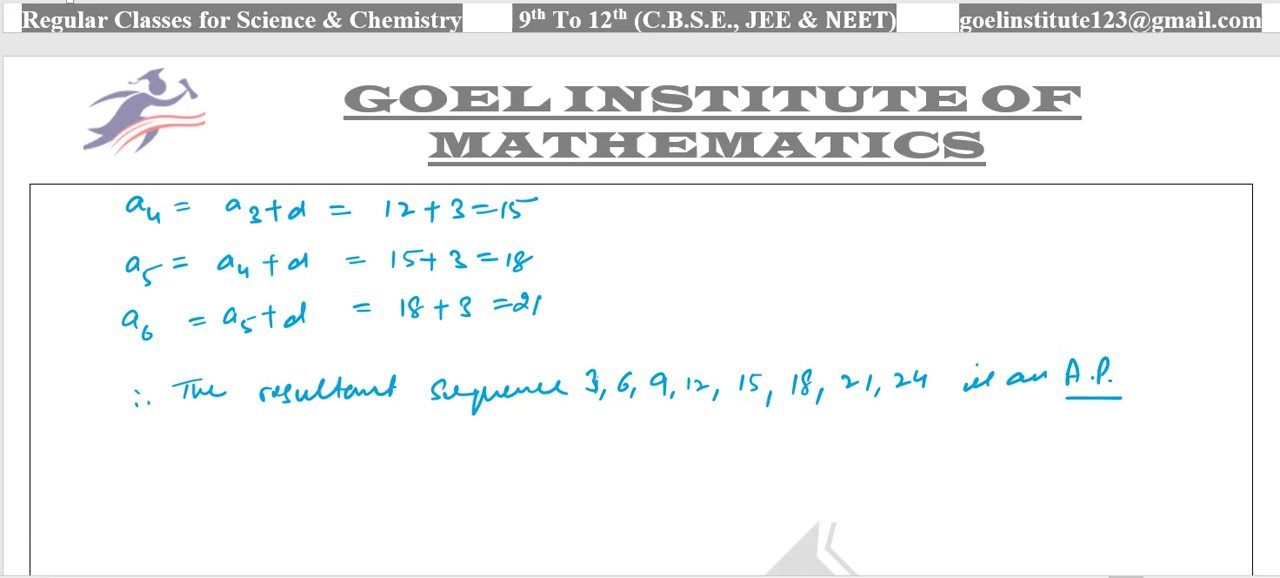 Regular Classes for Science & Chemistry 9th To 12th (C.B.S.E., JEE & NEET) goelinstitute123@gmail.com
GOEL INSTITUTE OF
MATHEMATICS
a₄ = a₃+d = 12+3=15
a₅ = a₄+d = 15+3=18
a₆ = a₅+d = 18+3=21
∴ The resultant sequence 3, 6, 9, 12, 15, 18, 21, 24 is an A.P.